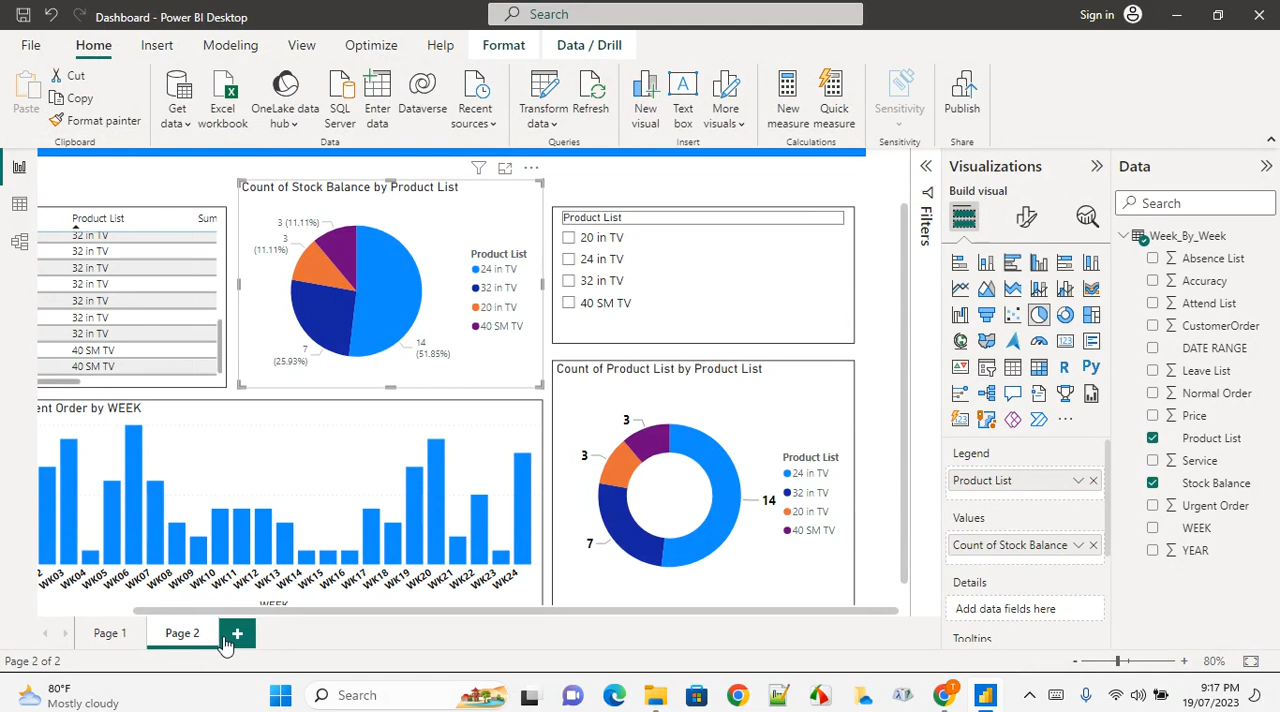 Dashboard - Power BI Desktop
Search
Sign in
File
Home
Insert
Modeling
View
Optimize
Help
Format
Data / Drill
Paste
Cut
Copy
Format painter
Clipboard
Get data
Excel workbook
OneLake data hub
SQL Server
Enter data
Dataverse
Recent sources
Data
Transform data
Refresh
Queries
New visual
Text box
More visuals
Insert
New measure
Quick measure
Calculations
Sensitivity
Sensitivity
Publish
Share
Product List
Sum
32 in TV
32 in TV
32 in TV
32 in TV
32 in TV
32 in TV
32 in TV
40 SM TV
40 SM TV
Count of Stock Balance by Product List
3 (11.11%)
3
(11.11%)
7
(25.93%)
14
(51.85%)
Product List
24 in TV
32 in TV
20 in TV
40 SM TV
Product List
20 in TV
24 in TV
32 in TV
40 SM TV
ent Order by WEEK
WK03
WK04
WK05
WK06
WK07
WK08
WK09
WK10
WK11
WK12
WK13
WK14
WK15
WK16
WK17
WK18
WK19
WK20
WK21
WK22
WK23
WK24
WEEK
Count of Product List by Product List
3
3
7
14
Product List
24 in TV
32 in TV
20 in TV
40 SM TV
Filters
Visualizations
Build visual
R
Py
Legend
Product List
Values
Count of Stock Balance
Details
Add data fields here
Tooltips
Data
Search
Week_By_Week
Absence List
Accuracy
Attend List
CustomerOrder
DATE RANGE
Leave List
Normal Order
Price
Product List
Service
Stock Balance
Urgent Order
WEEK
YEAR
Page 1
Page 2
Page 2 of 2
80%
80°F
Mostly cloudy
Search
9:17 PM
19/07/2023